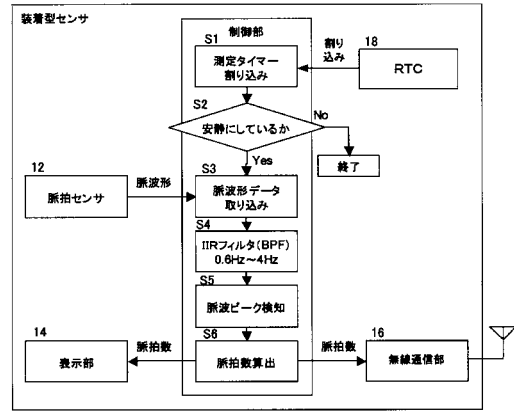 装着型センサ
制御部
S1
測定タイマー
割り込み
割り
込み
18
RTC
S2
安静にしているか
No
Yes
終了
12
脈拍センサ
脈波形
S3
脈波形データ
取り込み
S4
IIRフィルタ(BPF)
0.6Hz～4Hz
S5
脈波ピーク検知
S6
脈拍数算出
14
表示部
脈拍数
脈拍数
16
無線通信部